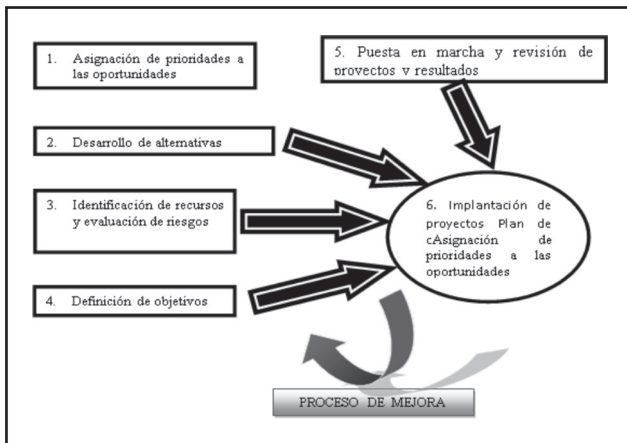 1. Asignación de prioridades a
las oportunidades
5. Puesta en marcha y revisión de
proyectos y resultados
2. Desarrollo de alternativas
3. Identificación de recursos
y evaluación de riesgos
4. Definición de objetivos
6. Implantación de
proyectos Plan de
cAsignación de
prioridades a las
oportunidades
PROCESO DE MEJORA